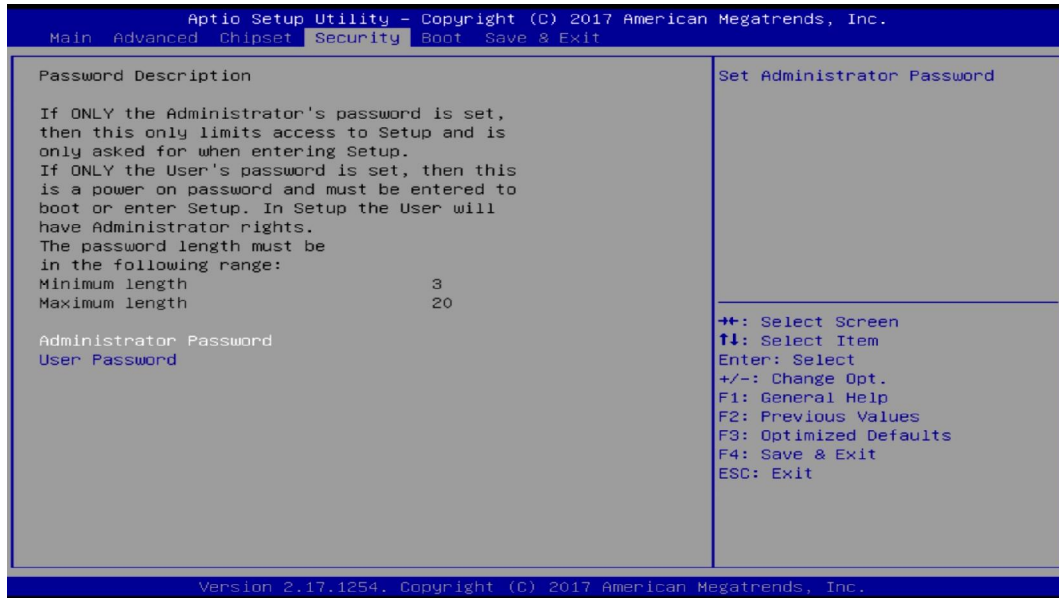 Aptio Setup Utility – Copyright (C) 2017 American Megatrends, Inc.
Main Advanced Chipset Security Boot Save & Exit
Password Description
If ONLY the Administrator's password is set,
then this only limits access to Setup and is
only asked for when entering Setup.
If ONLY the User's password is set, then this
is a power on password and must be entered to
boot or enter Setup. In Setup the User will
have Administrator rights.
The password length must be
in the following range:
Minimum length 3
Maximum length 20
Administrator Password
User Password
Set Administrator Password
→←: Select Screen
↑↓: Select Item
Enter: Select
+/-: Change Opt.
F1: General Help
F2: Previous Values
F3: Optimized Defaults
F4: Save & Exit
ESC: Exit
Version 2.17.1254. Copyright (C) 2017 American Megatrends, Inc.